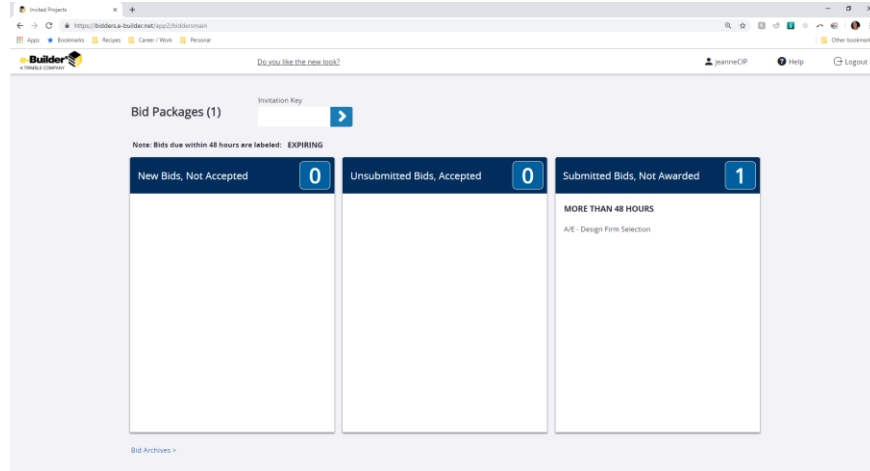 Invited Projects
https://bidders.e-builder.net/app2/biddersmain
Apps Bookmarks Recipes Career / Work Personal Other bookmark
e-Builder
A TRIMBLE COMPANY
Do you like the new look?
jeanneCIP Help Logout
Bid Packages (1)
Invitation Key
Note: Bids due within 48 hours are labeled: EXPIRING
New Bids, Not Accepted 0
Unsubmitted Bids, Accepted 0
Submitted Bids, Not Awarded 1
MORE THAN 48 HOURS
A/E - Design Firm Selection
Bid Archives >